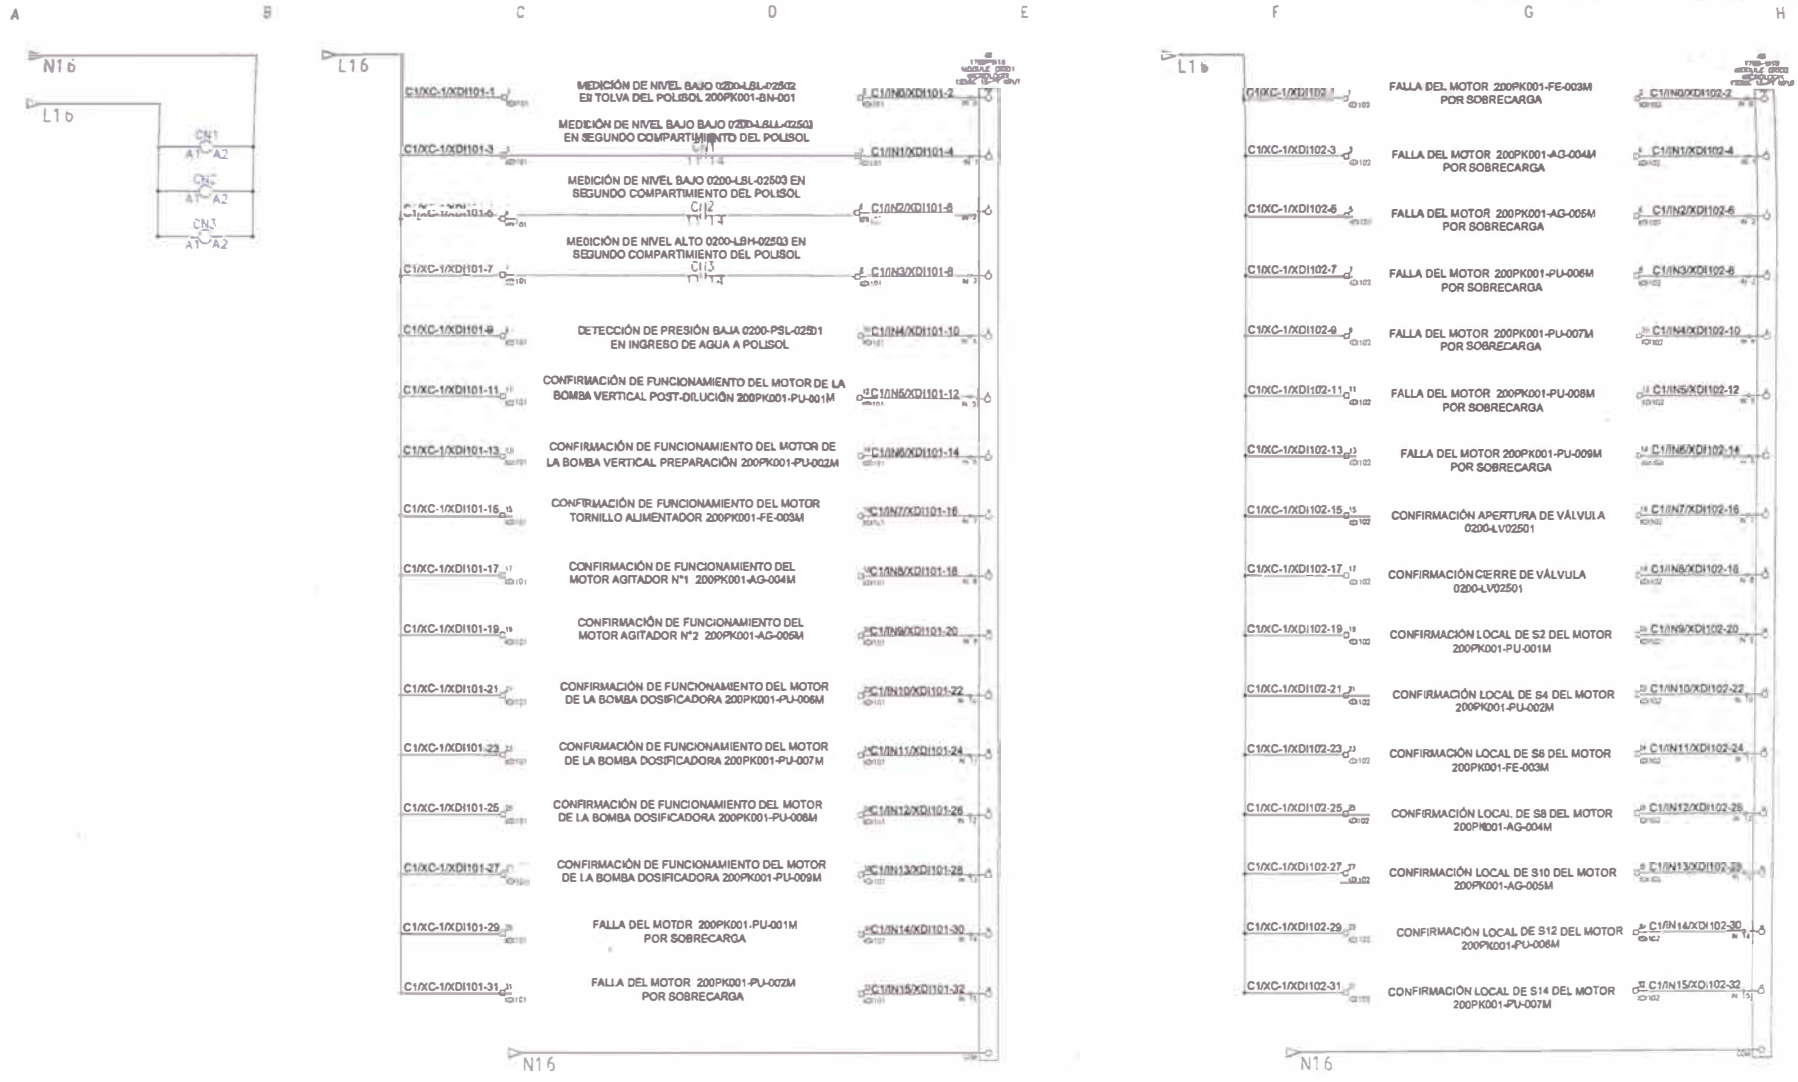 A
B
C
D
E
F
G
H
N16
L16
CN1
A1 A2
CN2
A1 A2
CN3
A1 A2
L16
C1/XC-1/XDI101-1
MEDICIÓN DE NIVEL BAJO 0200-LSL-02502
EN TOLVA DEL POLISOL 200PK001-BN-001
C1/IN0/XDI101-2
MEDICIÓN DE NIVEL BAJO BAJO 0200-LSLL-02503
EN SEGUNDO COMPARTIMIENTO DEL POLISOL
C1/XC-1/XDI101-3
C1/IN1/XDI101-4
MEDICIÓN DE NIVEL BAJO 0200-LSL-02503 EN
SEGUNDO COMPARTIMIENTO DEL POLISOL
C1/IN2/XDI101-6
MEDICIÓN DE NIVEL ALTO 0200-LSH-02503 EN
SEGUNDO COMPARTIMIENTO DEL POLISOL
C1/XC-1/XDI101-7
C1/IN3/XDI101-8
C1/XC-1/XDI101-9
DETECCIÓN DE PRESIÓN BAJA 0200-PSL-02501
EN INGRESO DE AGUA A POLISOL
C1/IN4/XDI101-10
C1/XC-1/XDI101-11
CONFIRMACIÓN DE FUNCIONAMIENTO DEL MOTOR DE LA
BOMBA VERTICAL POST-DILUCIÓN 200PK001-PU-001M
C1/IN5/XDI101-12
C1/XC-1/XDI101-13
CONFIRMACIÓN DE FUNCIONAMIENTO DEL MOTOR DE
LA BOMBA VERTICAL PREPARACIÓN 200PK001-PU-002M
C1/IN6/XDI101-14
C1/XC-1/XDI101-15
CONFIRMACIÓN DE FUNCIONAMIENTO DEL MOTOR
TORNILLO ALIMENTADOR 200PK001-FE-003M
C1/IN7/XDI101-16
C1/XC-1/XDI101-17
CONFIRMACIÓN DE FUNCIONAMIENTO DEL
MOTOR AGITADOR N°1 200PK001-AG-004M
C1/IN8/XDI101-18
C1/XC-1/XDI101-19
CONFIRMACIÓN DE FUNCIONAMIENTO DEL
MOTOR AGITADOR N°2 200PK001-AG-005M
C1/IN9/XDI101-20
C1/XC-1/XDI101-21
CONFIRMACIÓN DE FUNCIONAMIENTO DEL MOTOR
DE LA BOMBA DOSIFICADORA 200PK001-PU-006M
C1/IN10/XDI101-22
C1/XC-1/XDI101-23
CONFIRMACIÓN DE FUNCIONAMIENTO DEL MOTOR
DE LA BOMBA DOSIFICADORA 200PK001-PU-007M
C1/IN11/XDI101-24
C1/XC-1/XDI101-25
CONFIRMACIÓN DE FUNCIONAMIENTO DEL MOTOR
DE LA BOMBA DOSIFICADORA 200PK001-PU-008M
C1/IN12/XDI101-26
C1/XC-1/XDI101-27
CONFIRMACIÓN DE FUNCIONAMIENTO DEL MOTOR
DE LA BOMBA DOSIFICADORA 200PK001-PU-009M
C1/IN13/XDI101-28
C1/XC-1/XDI101-29
FALLA DEL MOTOR 200PK001-PU-001M
POR SOBRECARGA
C1/IN14/XDI101-30
C1/XC-1/XDI101-31
FALLA DEL MOTOR 200PK001-PU-002M
POR SOBRECARGA
C1/IN15/XDI101-32
N16
L16
C1/XC-1/XDI102-1
FALLA DEL MOTOR 200PK001-FE-003M
POR SOBRECARGA
C1/IN0/XDI102-2
C1/XC-1/XDI102-3
FALLA DEL MOTOR 200PK001-AG-004M
POR SOBRECARGA
C1/IN1/XDI102-4
C1/XC-1/XDI102-5
FALLA DEL MOTOR 200PK001-AG-005M
POR SOBRECARGA
C1/IN2/XDI102-6
C1/XC-1/XDI102-7
FALLA DEL MOTOR 200PK001-PU-006M
POR SOBRECARGA
C1/IN3/XDI102-8
C1/XC-1/XDI102-9
FALLA DEL MOTOR 200PK001-PU-007M
POR SOBRECARGA
C1/IN4/XDI102-10
C1/XC-1/XDI102-11
FALLA DEL MOTOR 200PK001-PU-008M
POR SOBRECARGA
C1/IN5/XDI102-12
C1/XC-1/XDI102-13
FALLA DEL MOTOR 200PK001-PU-009M
POR SOBRECARGA
C1/IN6/XDI102-14
C1/XC-1/XDI102-15
CONFIRMACIÓN APERTURA DE VÁLVULA
0200-LV02501
C1/IN7/XDI102-16
C1/XC-1/XDI102-17
CONFIRMACIÓN CIERRE DE VÁLVULA
0200-LV02501
C1/XC-1/XDI102-19
CONFIRMACIÓN LOCAL DE S2 DEL MOTOR
200PK001-PU-001M
C1/IN9/XDI102-20
C1/XC-1/XDI102-21
CONFIRMACIÓN LOCAL DE S4 DEL MOTOR
200PK001-PU-002M
C1/IN10/XDI102-22
C1/XC-1/XDI102-23
CONFIRMACIÓN LOCAL DE S6 DEL MOTOR
200PK001-FE-003M
C1/IN11/XDI102-24
C1/XC-1/XDI102-25
CONFIRMACIÓN LOCAL DE S8 DEL MOTOR
200PK001-AG-004M
C1/IN12/XDI102-26
C1/XC-1/XDI102-27
CONFIRMACIÓN LOCAL DE S10 DEL MOTOR
200PK001-AG-005M
C1/IN13/XDI102-28
C1/XC-1/XDI102-29
CONFIRMACIÓN LOCAL DE S12 DEL MOTOR
200PK001-PU-006M
C1/IN14/XDI102-30
C1/XC-1/XDI102-31
CONFIRMACIÓN LOCAL DE S14 DEL MOTOR
200PK001-PU-007M
C1/IN15/XDI102-32
N16